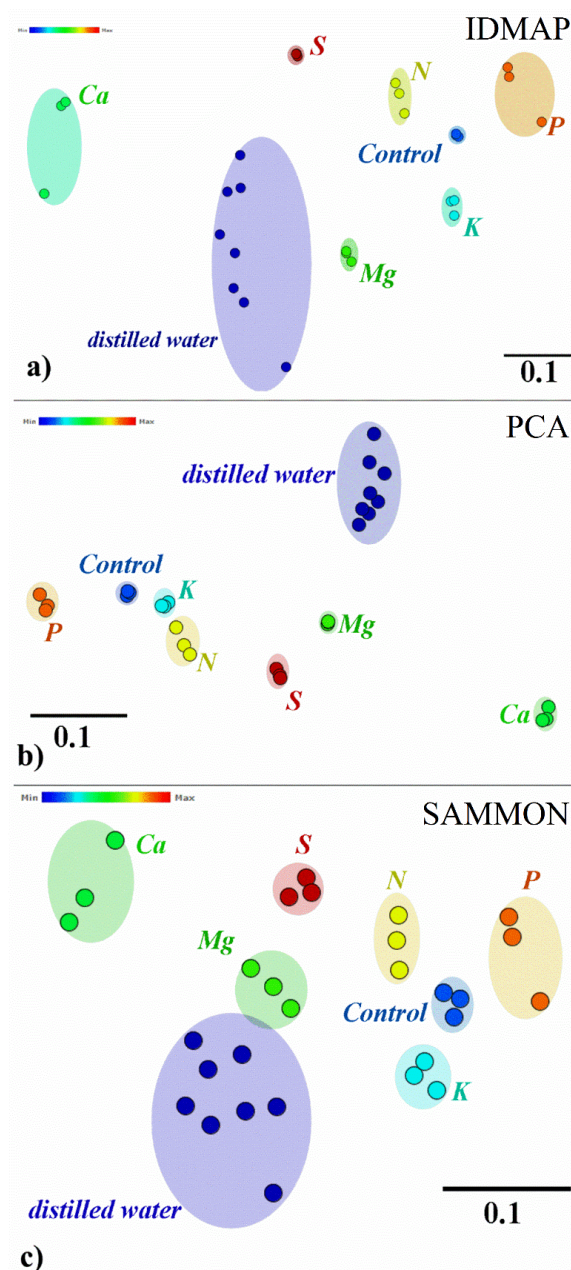 Min Max
IDMAP
S
Ca
N
P
Control
K
Mg
distilled water
a)
0.1
Min Max
PCA
distilled water
Control
K
P
Mg
N
S
Ca
0.1
b)
Min Max
SAMMON
Ca
S
N
P
Mg
Control
K
distilled water
0.1
c)